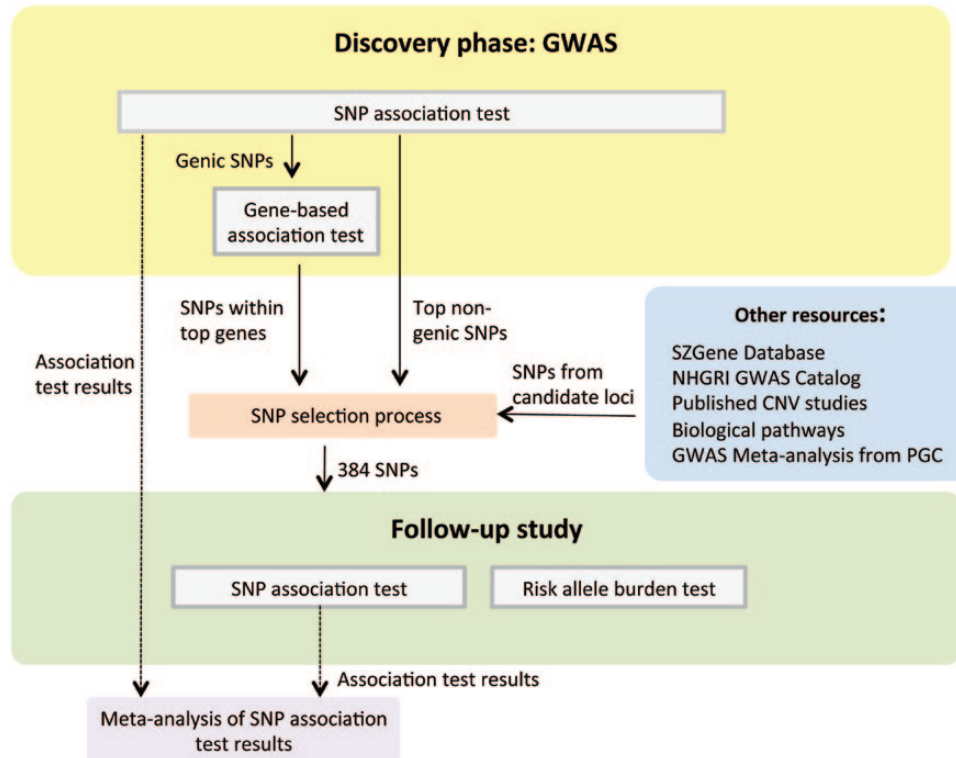 Discovery phase: GWAS
SNP association test
Genic SNPs
Gene-based
association test
SNPs within
top genes
Top non-
genic SNPs
Association
test results
SNPs from
candidate loci
Other resources:
SZGene Database
NHGRI GWAS Catalog
Published CNV studies
Biological pathways
GWAS Meta-analysis from PGC
SNP selection process
384 SNPs
Follow-up study
SNP association test
Risk allele burden test
Association test results
Meta-analysis of SNP association
test results